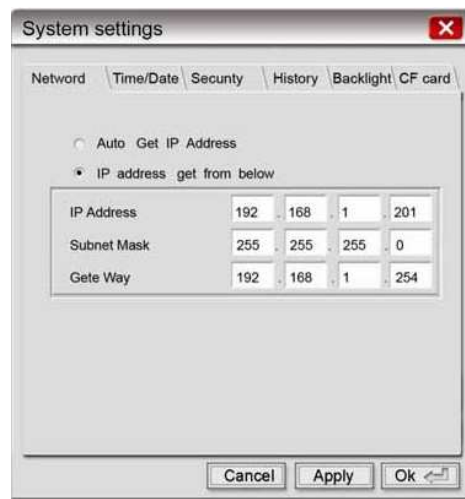 System settings
Netword Time/Date Securnty History Backlight CF card
Auto Get IP Address
IP address get from below
IP Address 192 . 168 . 1 . 201
Subnet Mask 255 . 255 . 255 . 0
Gete Way 192 . 168 . 1 . 254
Cancel Apply Ok